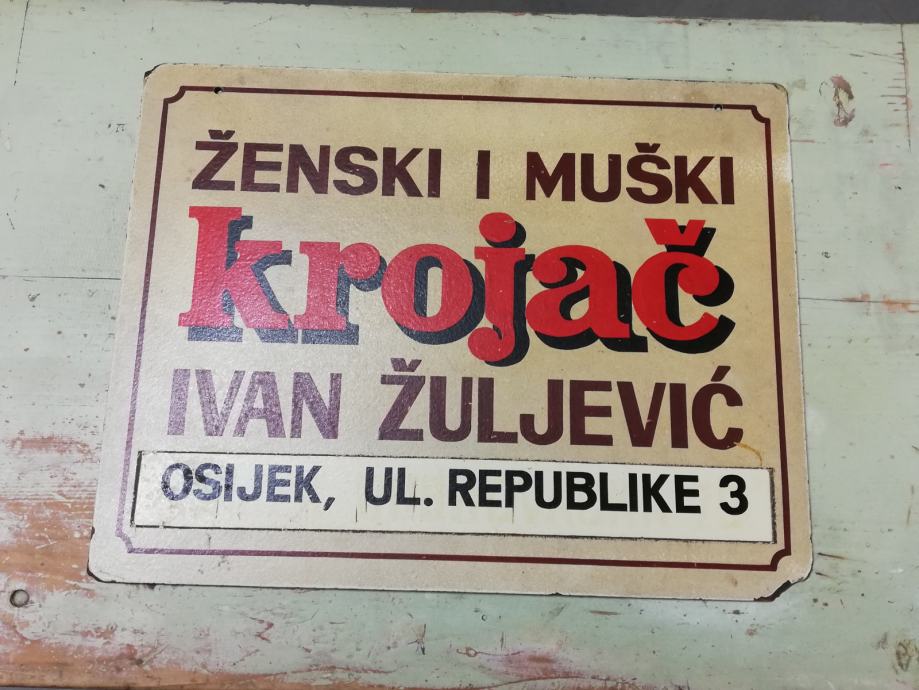 ŽENSKI I MUŠKI
krojač
IVAN ŽULJEVIĆ
OSIJEK, UL. REPUBLIKE 3